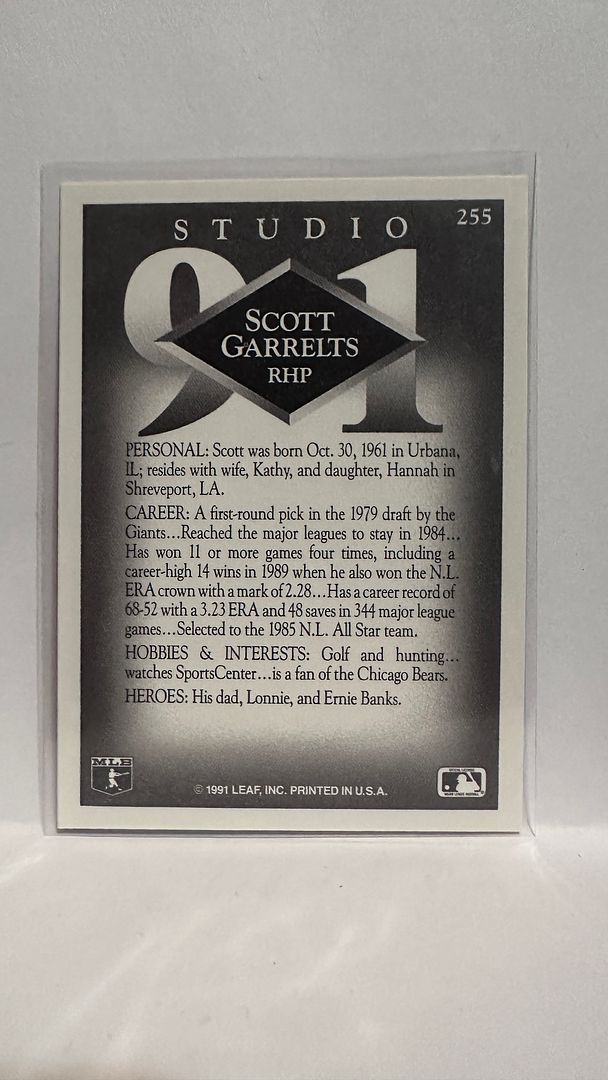 255
STUDIO
91
SCOTT
GARRELTS
RHP
PERSONAL: Scott was born Oct. 30, 1961 in Urbana,
IL; resides with wife, Kathy, and daughter, Hannah in
Shreveport, LA.
CAREER: A first-round pick in the 1979 draft by the
Giants...Reached the major leagues to stay in 1984...
Has won 11 or more games four times, including a
career-high 14 wins in 1989 when he also won the N.L.
ERA crown with a mark of 2.28...Has a career record of
68-52 with a 3.23 ERA and 48 saves in 344 major league
games...Selected to the 1985 N.L. All Star team.
HOBBIES & INTERESTS: Golf and hunting...
watches SportsCenter...is a fan of the Chicago Bears.
HEROES: His dad, Lonnie, and Ernie Banks.
MLB
© 1991 LEAF, INC. PRINTED IN U.S.A.